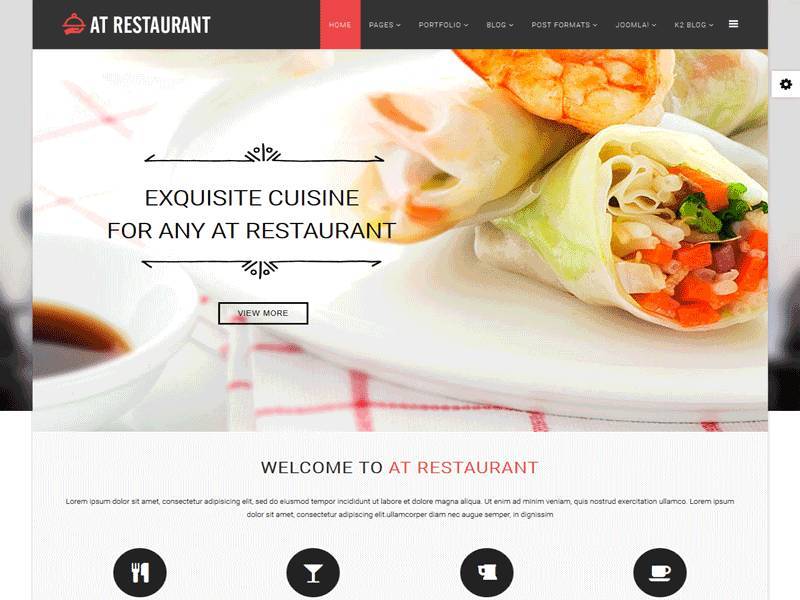 AT RESTAURANT
HOME PAGES PORTFOLIO BLOG POST FORMATS JOOMLA! K2 BLOG
EXQUISITE CUISINE
FOR ANY AT RESTAURANT
VIEW MORE
WELCOME TO AT RESTAURANT
Lorem ipsum dolor sit amet, consectetur adipisicing elit, sed do eiusmod tempor incididunt ut labore et dolore magna aliqua. Ut enim ad minim veniam, quis nostrud exercitation ullamco. Lorem ipsum
dolor sit amet, consectetur adipisicing elit.ullamcorper diam nec augue semper, in dignissim